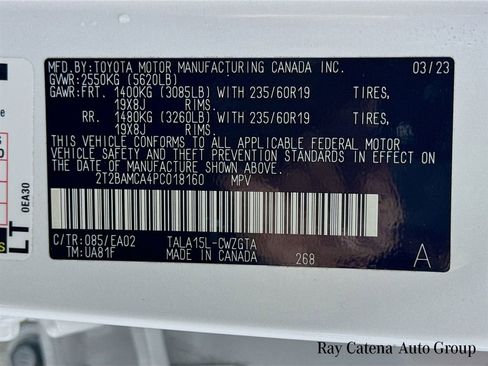 MFD.BY:TOYOTA MOTOR MANUFACTURING CANADA INC. 03/23
GVWR:2550KG (5620LB)
GAWR:FRT. 1400KG (3085LB) WITH 235/60R19 TIRES,
19X8J RIMS.
RR. 1480KG (3260LB) WITH 235/60R19 TIRES,
19X8J RIMS.
THIS VEHICLE CONFORMS TO ALL APPLICABLE FEDERAL MOTOR
VEHICLE SAFETY AND THEFT PREVENTION STANDARDS IN EFFECT
ON THE DATE OF MANUFACTURE SHOWN ABOVE.
2T2BAMCA4PC018160 MPV
C/TR:085/EA02 TALA15L-CWZGTA A
TM:UA81F MADE IN CANADA 268
LT
0EA30
Ray Catena Auto Group